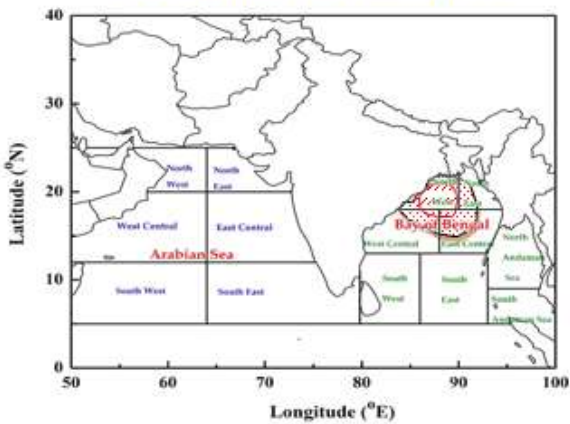 40
30
20
10
0
Latitude (°N)
North
West
North
East
West Central
East Central
Arabian Sea
South West
South East
North
East
Bay of Bengal
West Central
East Central
South
West
South
East
North
Andaman
Sea
South
Andaman Sea
50
60
70
80
90
100
Longitude (°E)